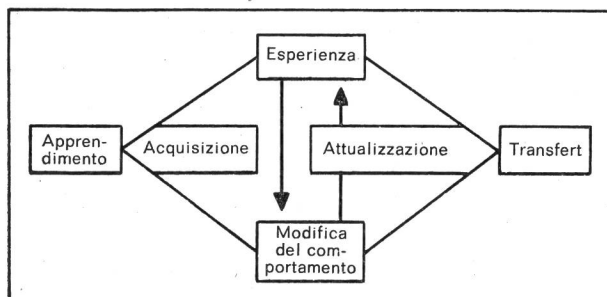 Esperienza
Appren-
dimento
Acquisizione
Attualizzazione
Transfert
Modifica
del com-
portamento